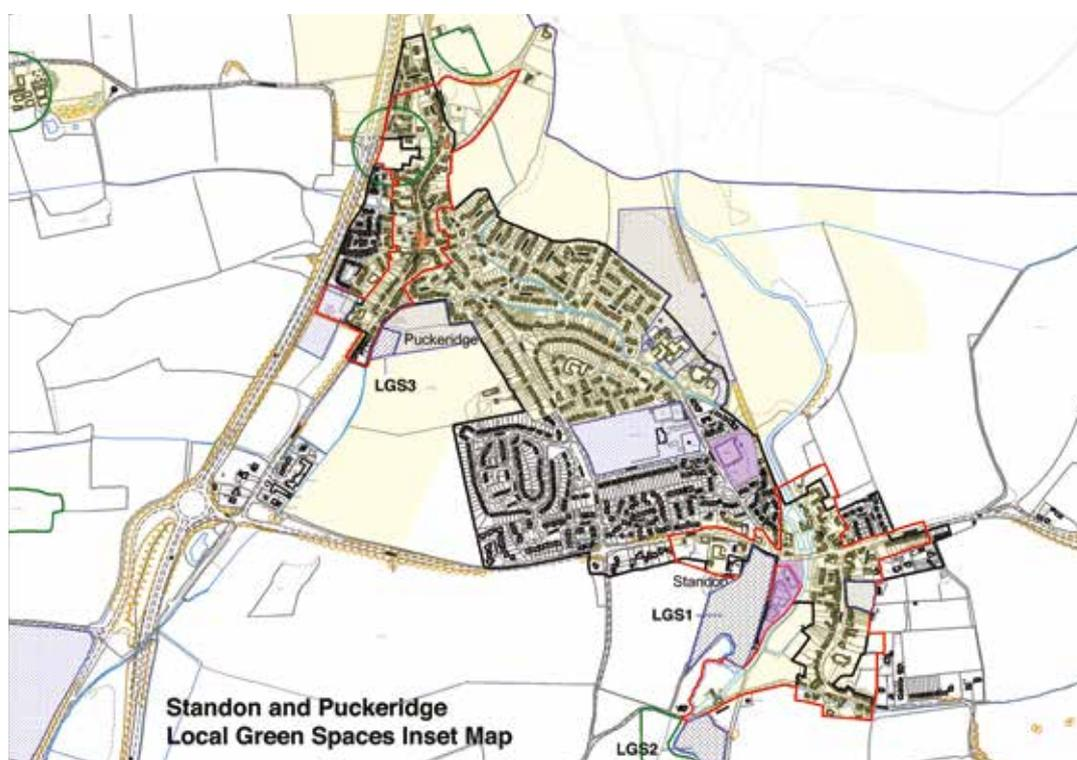 Puckeridge
LGS3
Standon
LGS1
Standon and Puckeridge
Local Green Spaces Inset Map
LGS2